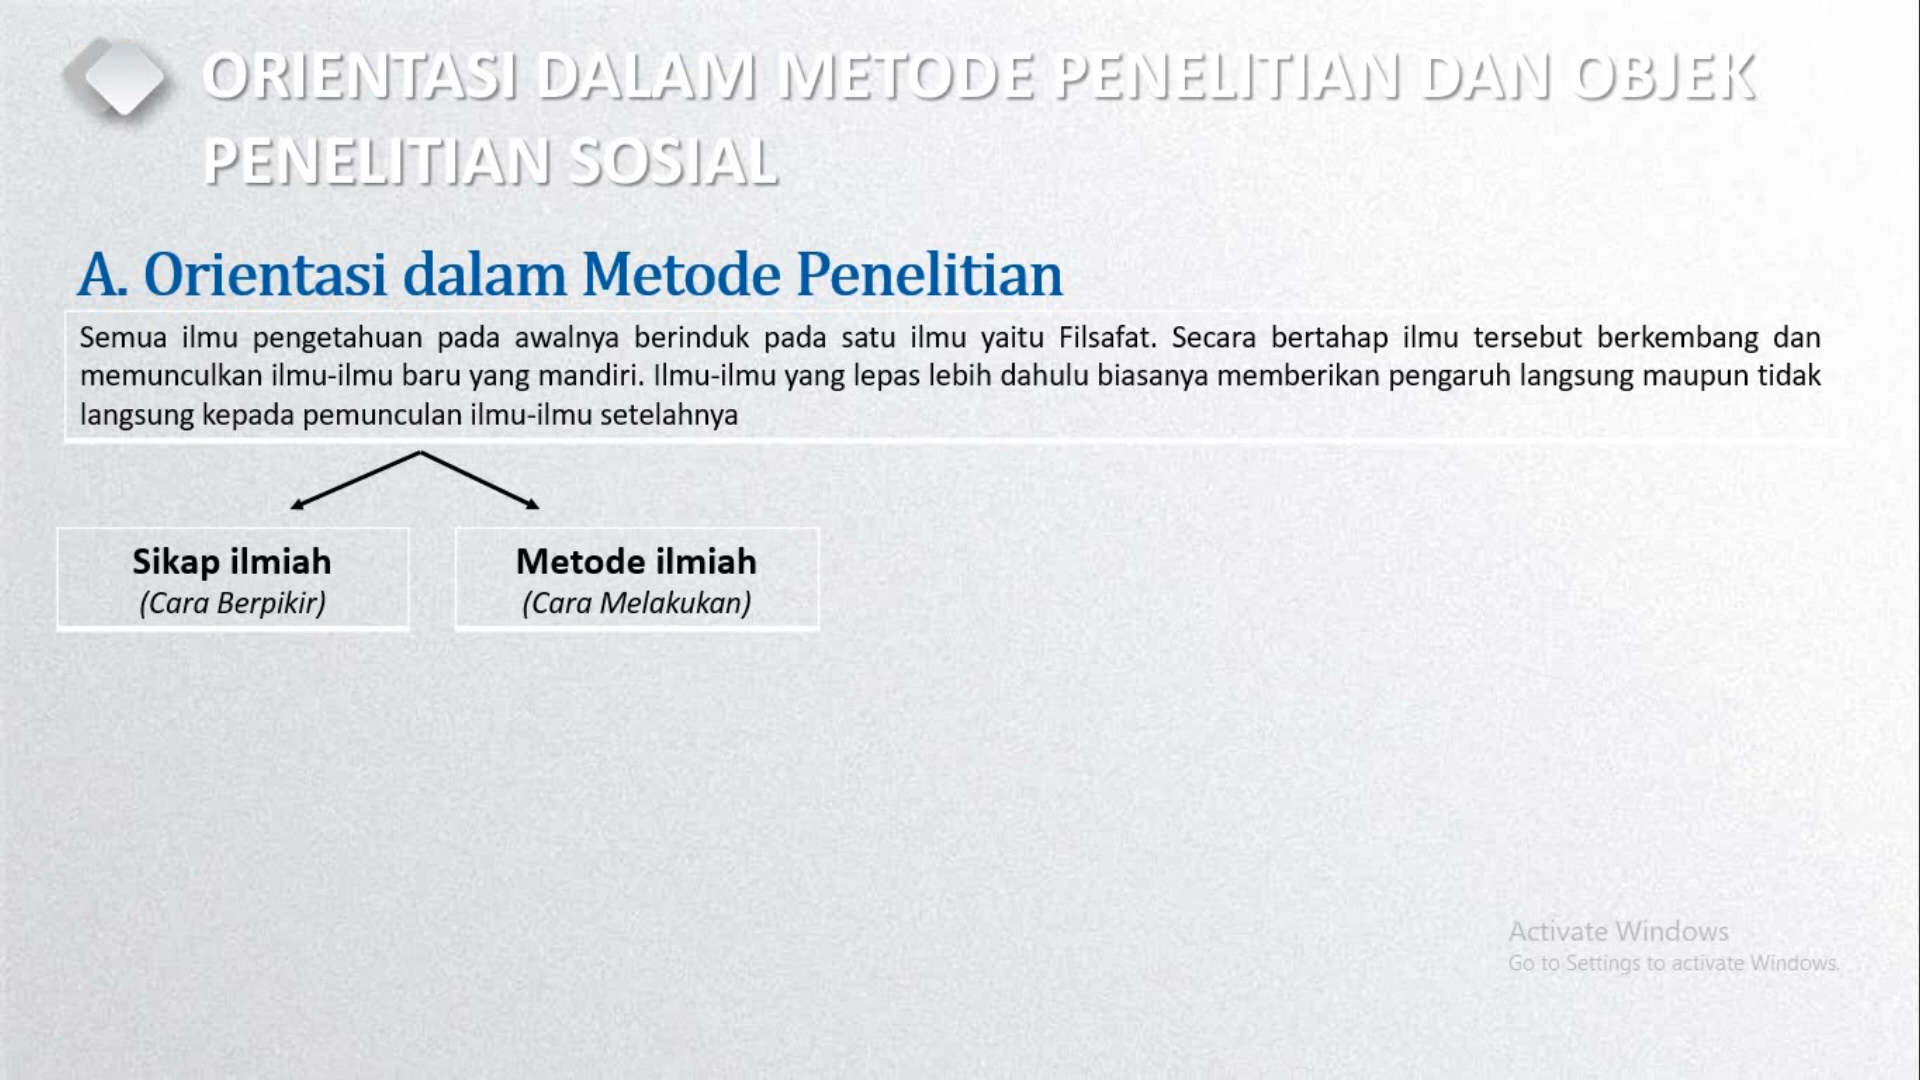 ORIENTASI DALAM METODE PENELITIAN DAN OBJEK
PENELITIAN SOSIAL
A. Orientasi dalam Metode Penelitian
Semua ilmu pengetahuan pada awalnya berinduk pada satu ilmu yaitu Filsafat. Secara bertahap ilmu tersebut berkembang dan
memunculkan ilmu-ilmu baru yang mandiri. Ilmu-ilmu yang lepas lebih dahulu biasanya memberikan pengaruh langsung maupun tidak
langsung kepada pemunculan ilmu-ilmu setelahnya
Sikap ilmiah
(Cara Berpikir)
Metode ilmiah
(Cara Melakukan)
Activate Windows
Go to Settings to activate Windows.